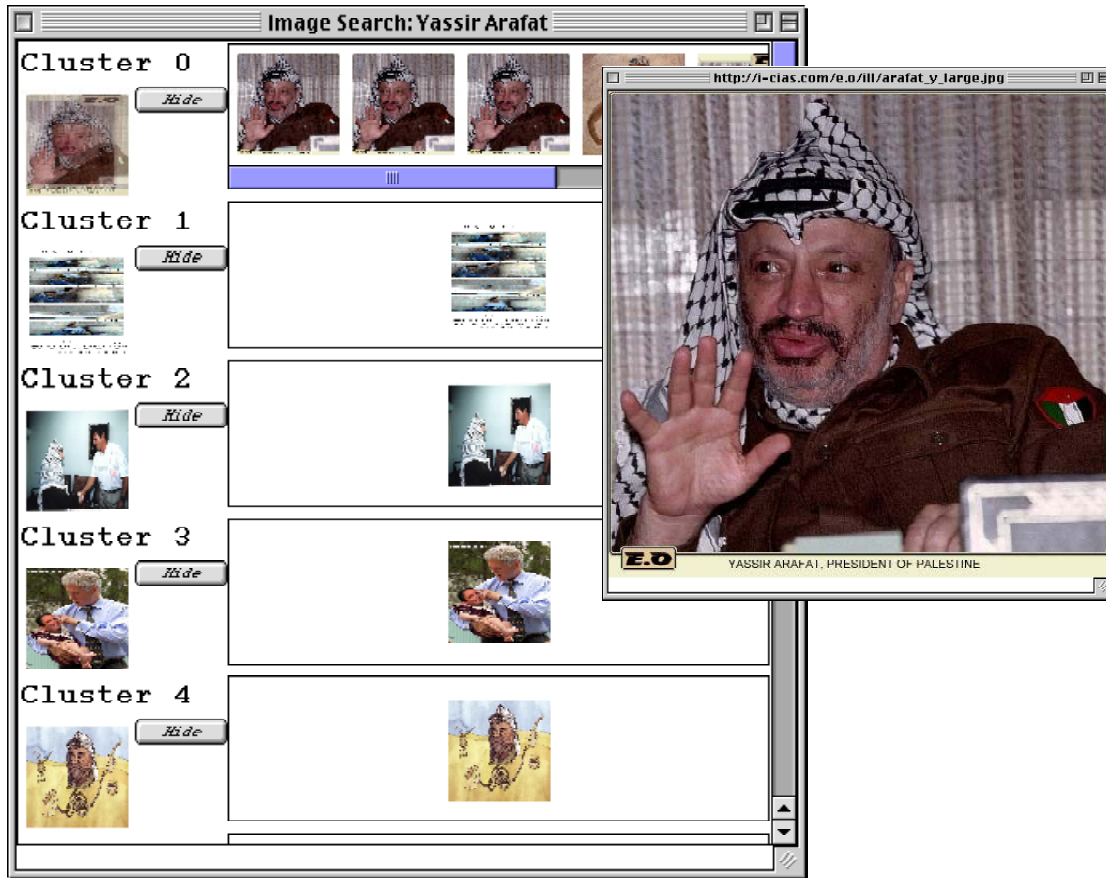 Image Search: Yassir Arafat
Cluster 0
Hide
Cluster 1
Hide
Cluster 2
Hide
Cluster 3
Hide
Cluster 4
Hide
http://i-cias.com/e.o/ill/arafat_y_large.jpg
E.O
YASSIR ARAFAT, PRESIDENT OF PALESTINE